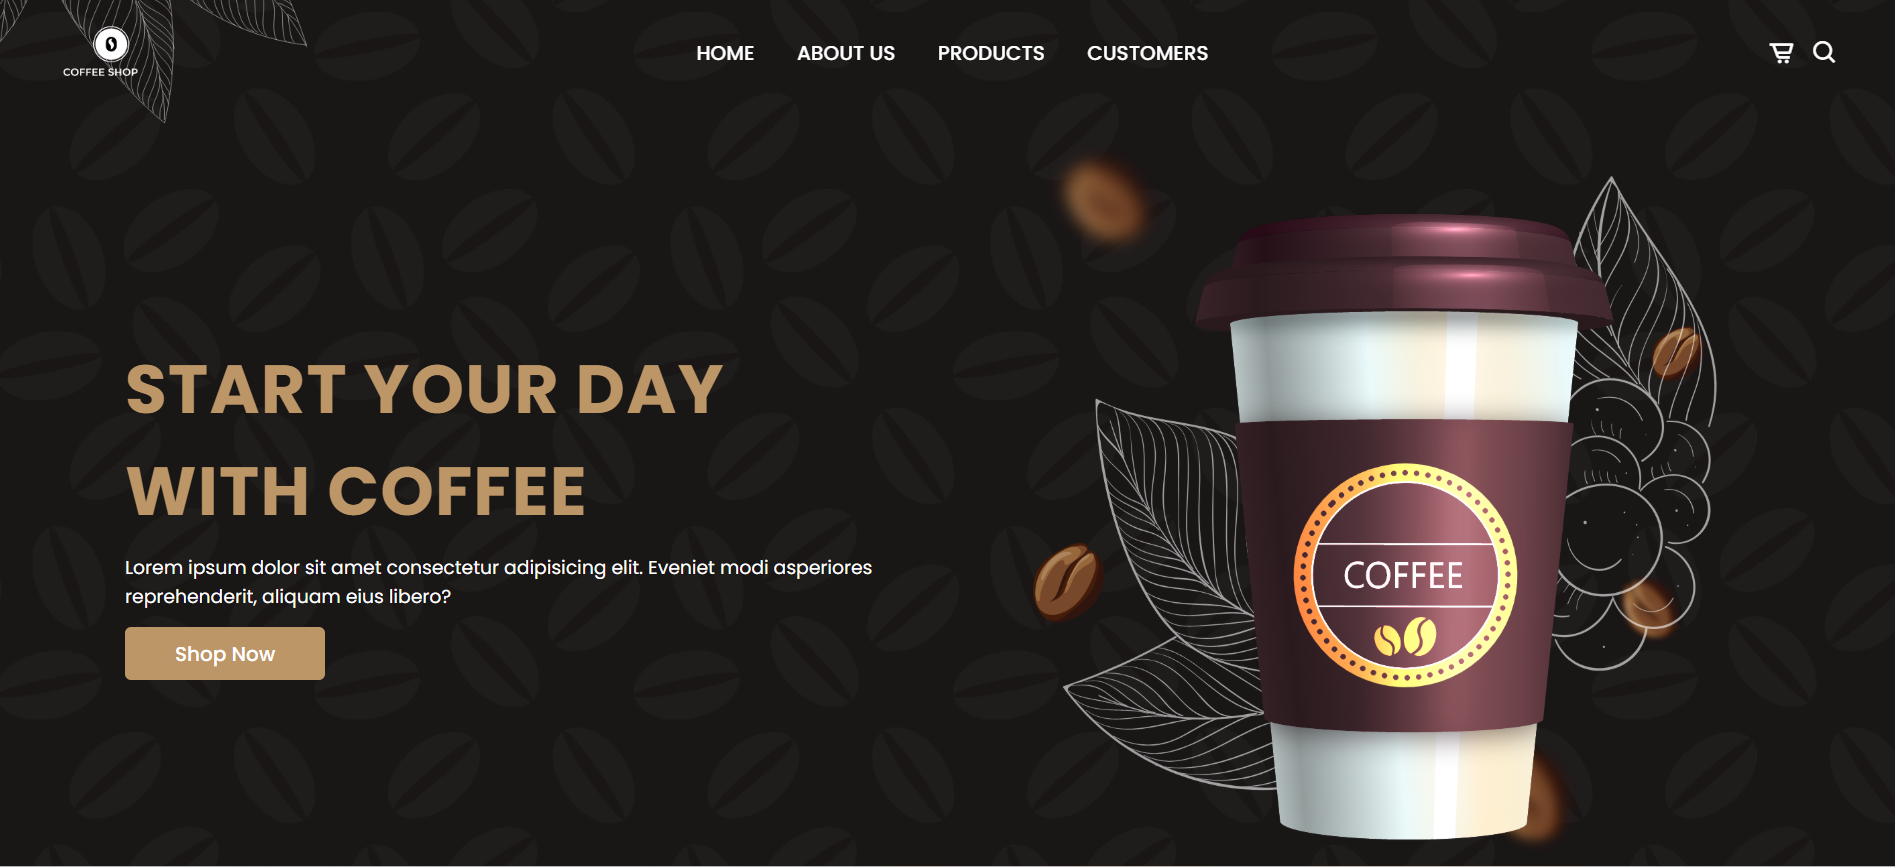 COFFEE SHOP
HOME ABOUT US PRODUCTS CUSTOMERS
START YOUR DAY
WITH COFFEE
Lorem ipsum dolor sit amet consectetur adipisicing elit. Eveniet modi asperiores
reprehenderit, aliquam eius libero?
Shop Now
COFFEE